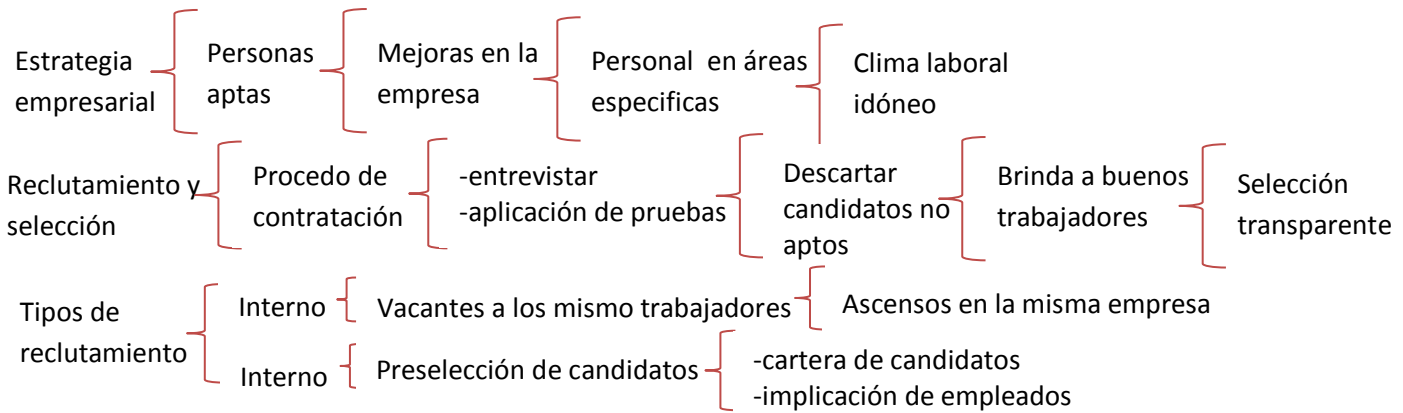 Estrategia
empresarial
Personas
aptas
Mejoras en la
empresa
Personal en áreas
especificas
Clima laboral
idóneo
Reclutamiento y
selección
Procedo de
contratación
-entrevistar
-aplicación de pruebas
Descartar
candidatos no
aptos
Brinda a buenos
trabajadores
Selección
transparente
Tipos de
reclutamiento
Interno
Vacantes a los mismo trabajadores
Ascensos en la misma empresa
Interno
Preselección de candidatos
-cartera de candidatos
-implicación de empleados